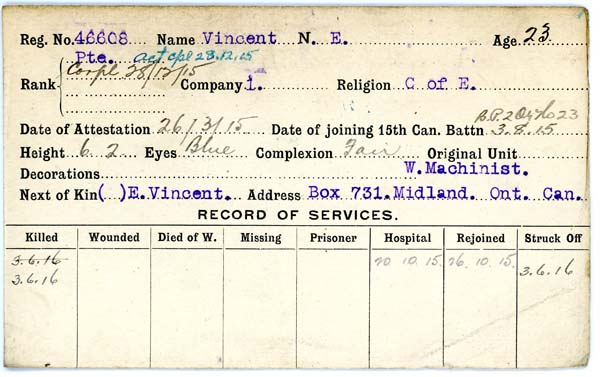 Reg. No. 46608 Name Vincent N. E. Age 23
Pte. act cpl 28.12.15
Corpl 28/12/15
Rank Company 1. Religion C. of E.
Date of Attestation 26/3/15 Date of joining 15th Can. Battn 3.8.15
Height 6 2 Eyes Blue Complexion Fair Original Unit
Decorations W. Machinist.
Next of Kin ( ) E. Vincent. Address Box 731. Midland. Ont. Can.
RECORD OF SERVICES.
Killed Wounded Died of W. Missing Prisoner Hospital Rejoined Struck Off
3.6.16 20.10.15. 26.10.15. 3.6.16
3.6.16